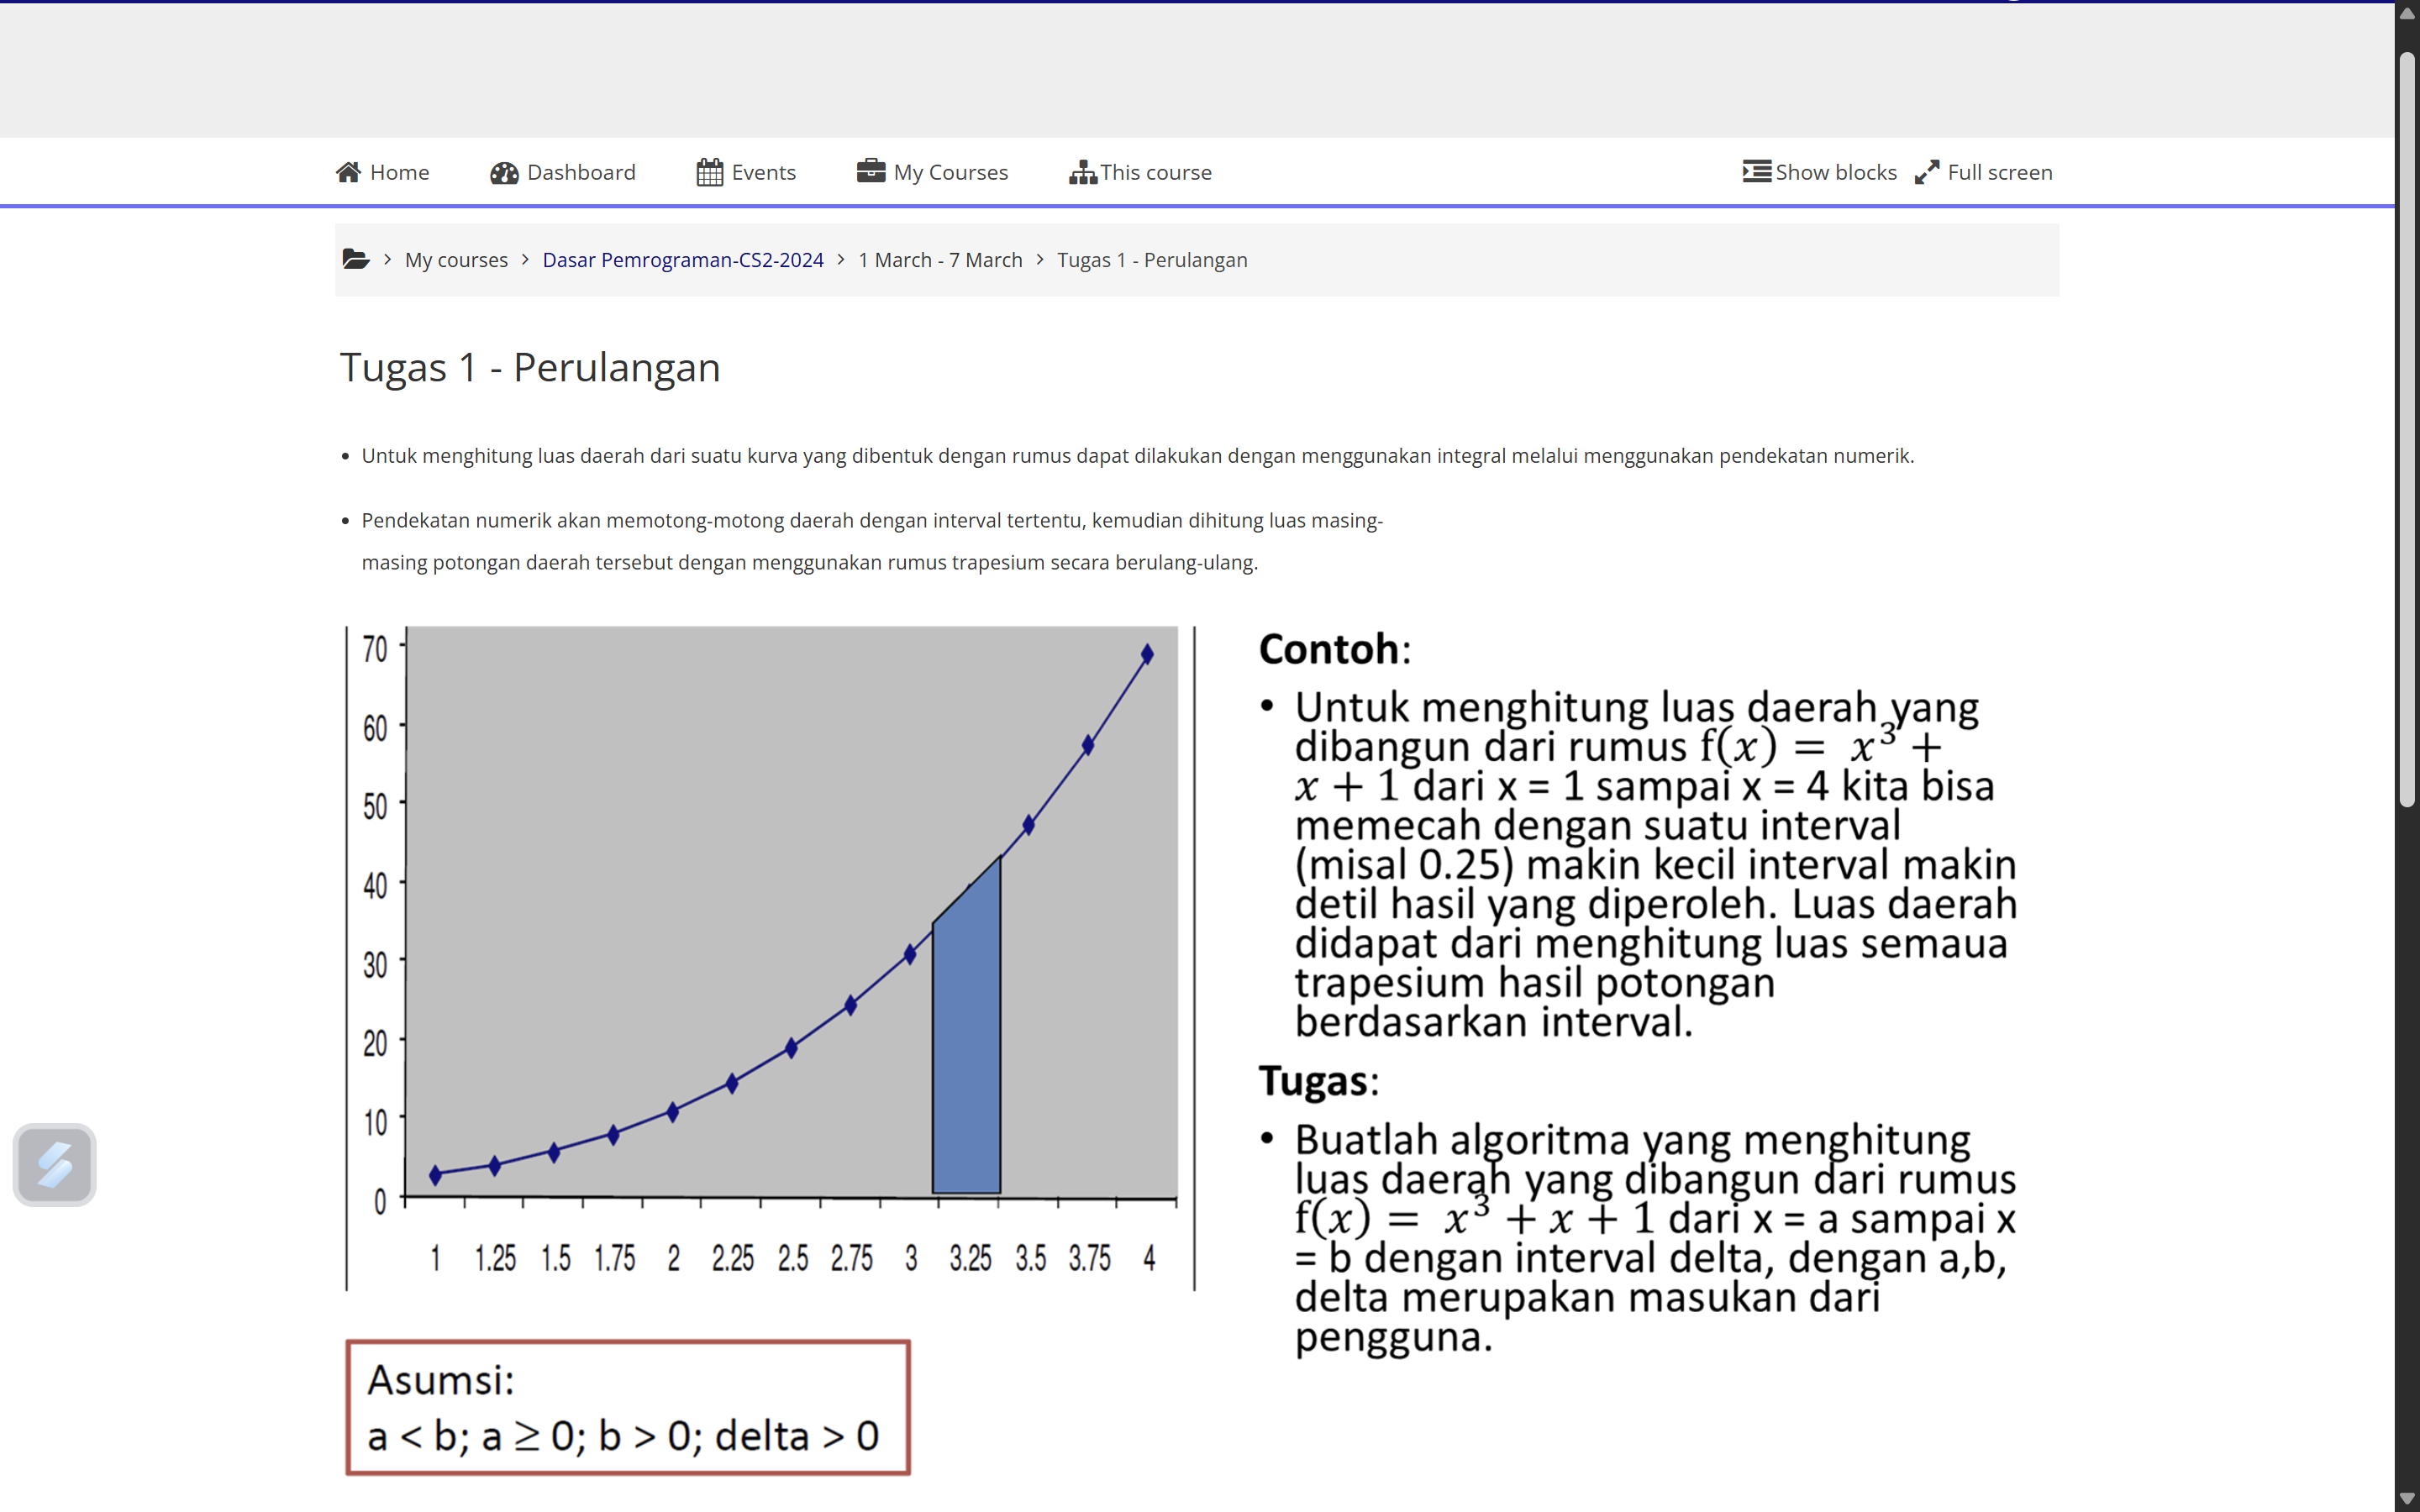 Home Dashboard Events My Courses This course Show blocks Full screen
> My courses > Dasar Pemrograman-CS2-2024 > 1 March - 7 March > Tugas 1 - Perulangan
Tugas 1 - Perulangan
• Untuk menghitung luas daerah dari suatu kurva yang dibentuk dengan rumus dapat dilakukan dengan menggunakan integral melalui menggunakan pendekatan numerik.
• Pendekatan numerik akan memotong-motong daerah dengan interval tertentu, kemudian dihitung luas masing-
masing potongan daerah tersebut dengan menggunakan rumus trapesium secara berulang-ulang.
70
60
50
40
30
20
10
0
1 1.25 1.5 1.75 2 2.25 2.5 2.75 3 3.25 3.5 3.75 4
Contoh:
• Untuk menghitung luas daerah yang
dibangun dari rumus f(x) = x³ +
x + 1 dari x = 1 sampai x = 4 kita bisa
memecah dengan suatu interval
(misal 0.25) makin kecil interval makin
detil hasil yang diperoleh. Luas daerah
didapat dari menghitung luas semaua
trapesium hasil potongan
berdasarkan interval.
Tugas:
• Buatlah algoritma yang menghitung
luas daerah yang dibangun dari rumus
f(x) = x³ + x + 1 dari x = a sampai x
= b dengan interval delta, dengan a,b,
delta merupakan masukan dari
pengguna.
Asumsi:
a < b; a ≥ 0; b > 0; delta > 0